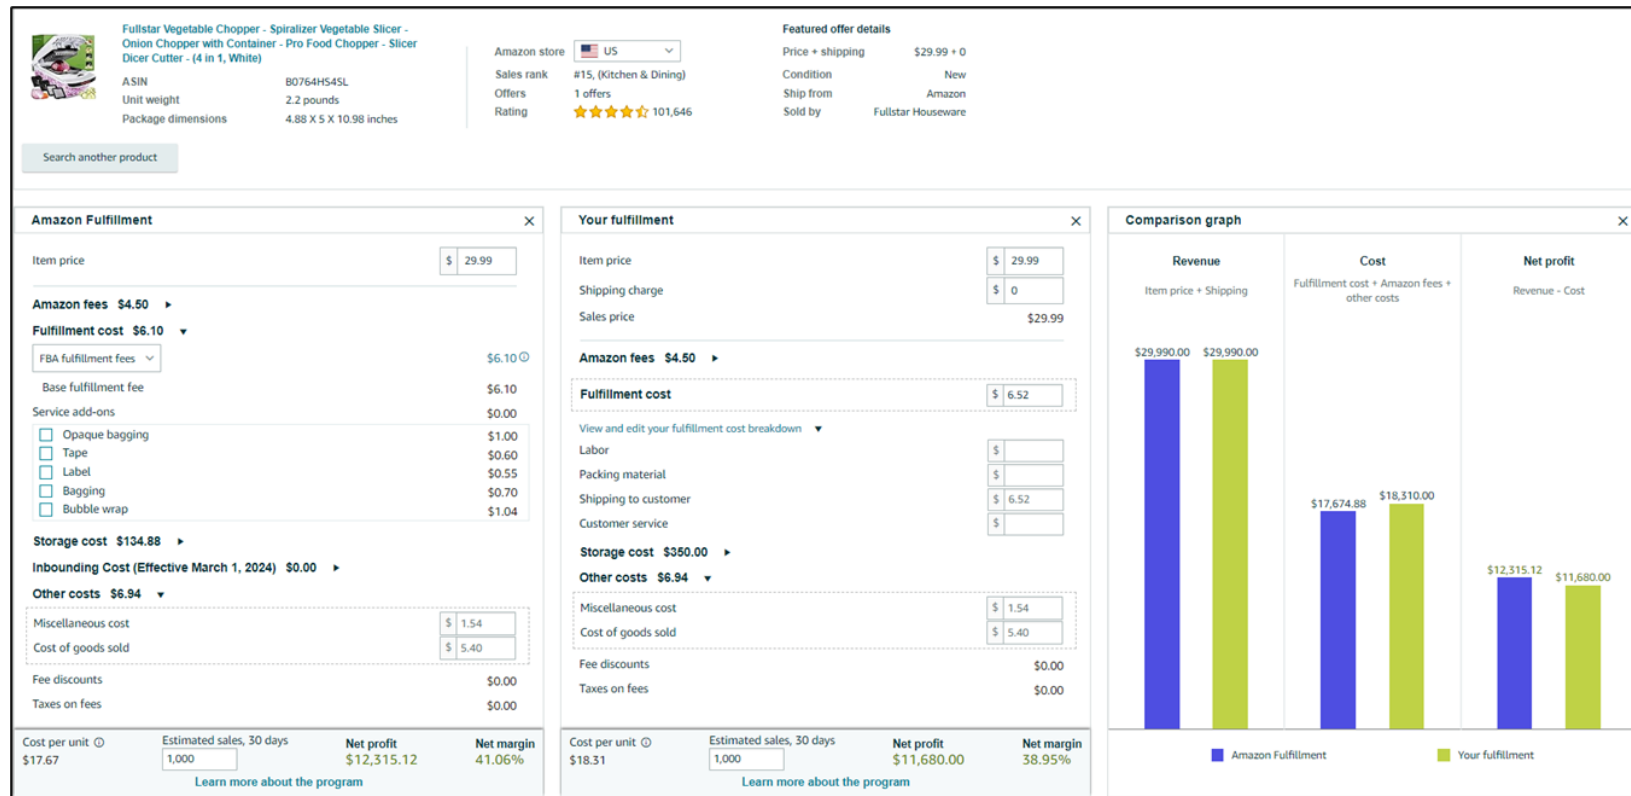 Fullstar Vegetable Chopper - Spiralizer Vegetable Slicer -
Onion Chopper with Container - Pro Food Chopper - Slicer
Dicer Cutter - (4 in 1, White)
ASIN B0764HS4SL
Unit weight 2.2 pounds
Package dimensions 4.88 X 5 X 10.98 inches
Amazon store US
Sales rank #15, (Kitchen & Dining)
Offers 1 offers
Rating 101,646
Featured offer details
Price + shipping $29.99 + 0
Condition New
Ship from Amazon
Sold by Fullstar Houseware
Search another product
Amazon Fulfillment
Item price $ 29.99
Amazon fees $4.50
Fulfillment cost $6.10
FBA fulfillment fees $6.10
Base fulfillment fee $6.10
Service add-ons $0.00
Opaque bagging $1.00
Tape $0.60
Label $0.55
Bagging $0.70
Bubble wrap $1.04
Storage cost $134.88
Inbounding Cost (Effective March 1, 2024) $0.00
Other costs $6.94
Miscellaneous cost $ 1.54
Cost of goods sold $ 5.40
Fee discounts $0.00
Taxes on fees $0.00
Cost per unit Estimated sales, 30 days Net profit Net margin
$17.67 1,000 $12,315.12 41.06%
Learn more about the program
Your fulfillment
Item price $ 29.99
Shipping charge $ 0
Sales price $29.99
Amazon fees $4.50
Fulfillment cost $ 6.52
View and edit your fulfillment cost breakdown
Labor $
Packing material $
Shipping to customer $ 6.52
Customer service $
Storage cost $350.00
Other costs $6.94
Miscellaneous cost $ 1.54
Cost of goods sold $ 5.40
Fee discounts $0.00
Taxes on fees $0.00
Cost per unit Estimated sales, 30 days Net profit Net margin
$18.31 1,000 $11,680.00 38.95%
Learn more about the program
Comparison graph
Revenue Cost Net profit
Item price + Shipping Fulfillment cost + Amazon fees + Revenue - Cost
other costs
$29,990.00 $29,990.00
$17,674.88 $18,310.00
$12,315.12 $11,680.00
Amazon Fulfillment Your fulfillment